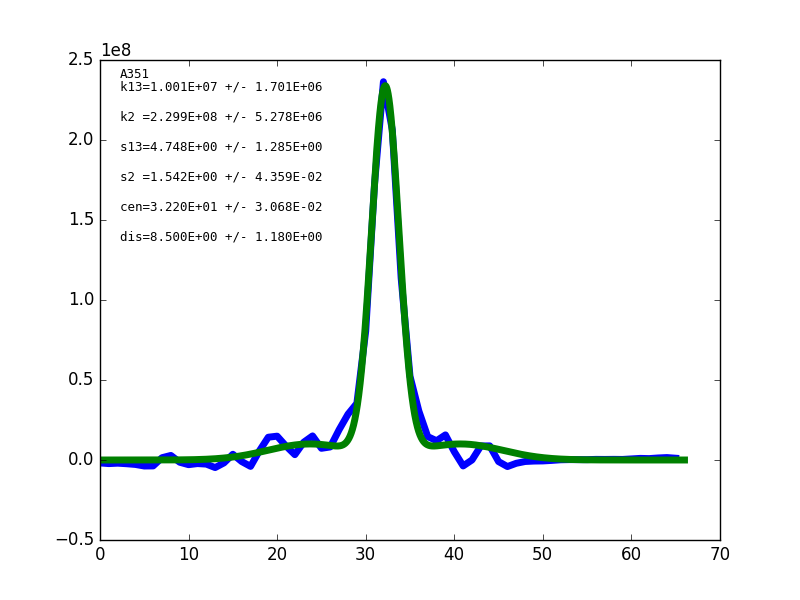 1e8
2.5
2.0
1.5
1.0
0.5
0.0
−0.5
A351
k13=1.001E+07 +/- 1.701E+06
k2 =2.299E+08 +/- 5.278E+06
s13=4.748E+00 +/- 1.285E+00
s2 =1.542E+00 +/- 4.359E-02
cen=3.220E+01 +/- 3.068E-02
dis=8.500E+00 +/- 1.180E+00
0 10 20 30 40 50 60 70